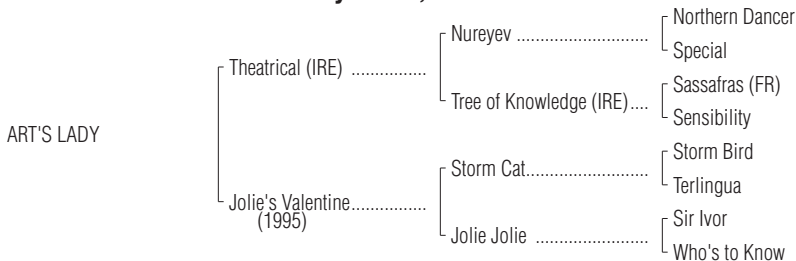 Northern Dancer
Nureyev ............................
Special
Theatrical (IRE) ................
Sassafras (FR)
Tree of Knowledge (IRE)....
Sensibility
ART'S LADY
Storm Bird
Storm Cat..........................
Terlingua
Jolie's Valentine................
(1995)
Sir Ivor
Jolie Jolie ........................
Who's to Know